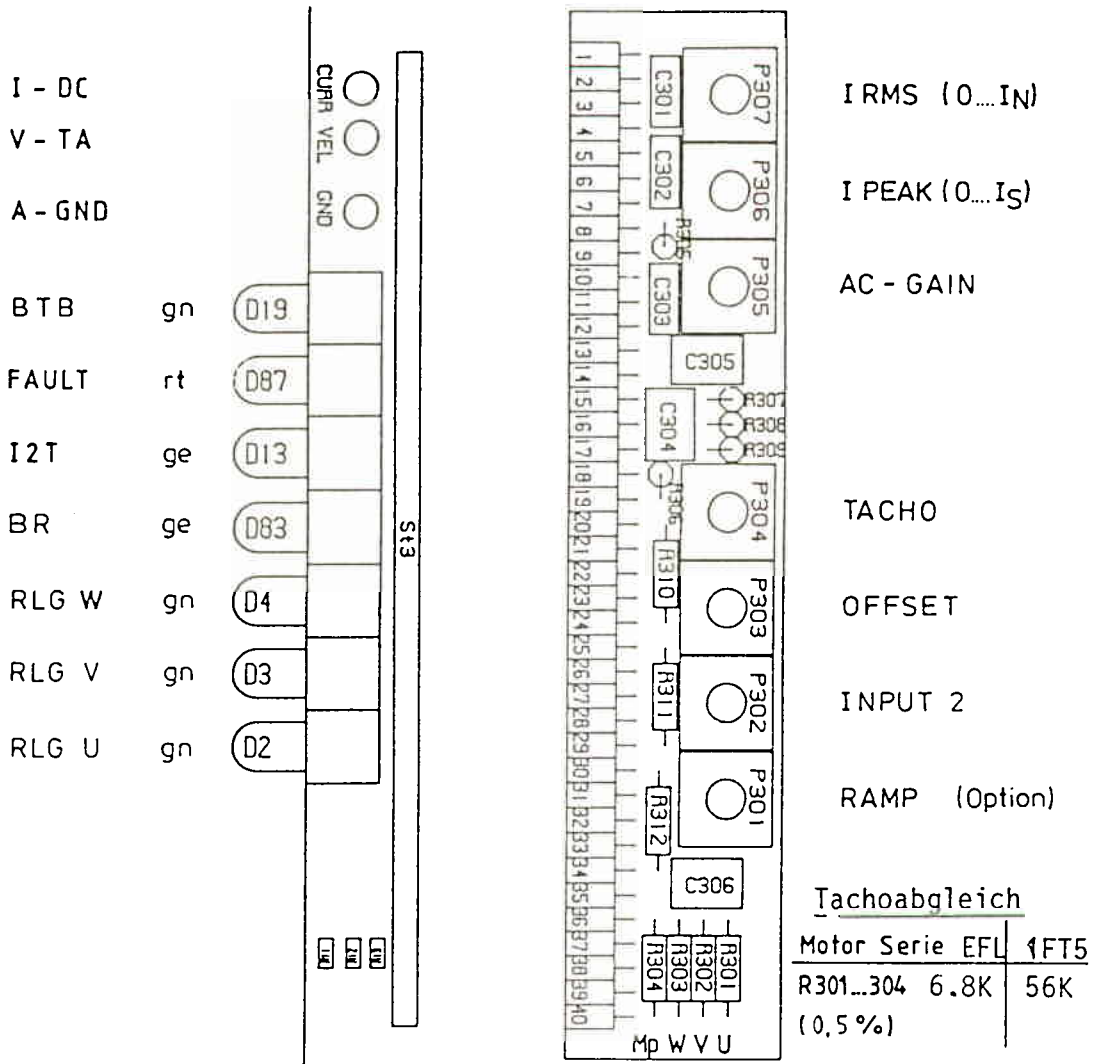 I - DC
V - TA
A - GND
CURR
VEL
GND
BTB gn D19
FAULT rt D87
I2T ge D13
BR ge D83
RLG W gn D4
RLG V gn D3
RLG U gn D2
St3
1
2
3
4
5
6
7
8
9
10
11
12
13
14
15
16
17
18
19
20
21
22
23
24
25
26
27
28
29
30
31
32
33
34
35
36
37
38
39
40
C301
C302
R305
C303
C305
C304
R307
R308
R309
R306
R310
R311
R312
C306
R304
R303
R302
R301
Mp W V U
P307
P306
P305
P304
P303
P302
P301
I RMS (0....IN)
I PEAK (0....IS)
AC - GAIN
TACHO
OFFSET
INPUT 2
RAMP (Option)
Tachoabgleich
Motor Serie EFL 1FT5
R301...304 6.8K 56K
(0,5 %)